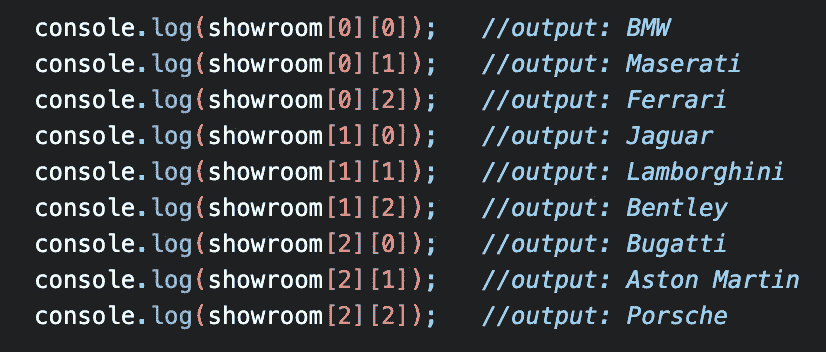 console.log(showroom[0][0]);   //output: BMW
console.log(showroom[0][1]);   //output: Maserati
console.log(showroom[0][2]);   //output: Ferrari
console.log(showroom[1][0]);   //output: Jaguar
console.log(showroom[1][1]);   //output: Lamborghini
console.log(showroom[1][2]);   //output: Bentley
console.log(showroom[2][0]);   //output: Bugatti
console.log(showroom[2][1]);   //output: Aston Martin
console.log(showroom[2][2]);   //output: Porsche